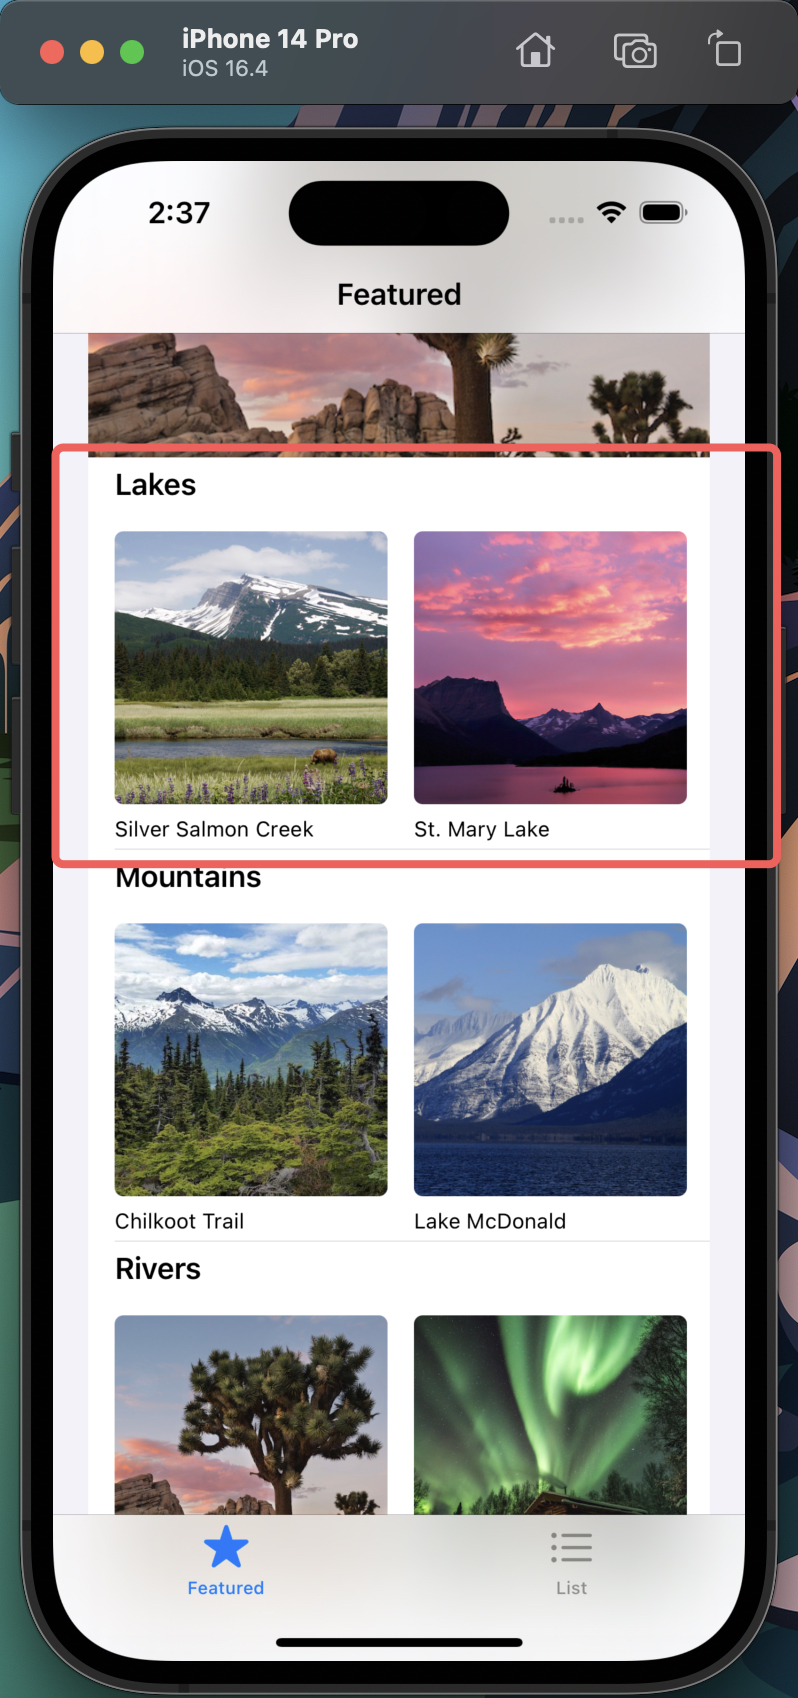 iPhone 14 Pro
iOS 16.4
2:37
Featured
Lakes
Silver Salmon Creek
St. Mary Lake
Mountains
Chilkoot Trail
Lake McDonald
Rivers
Featured
List